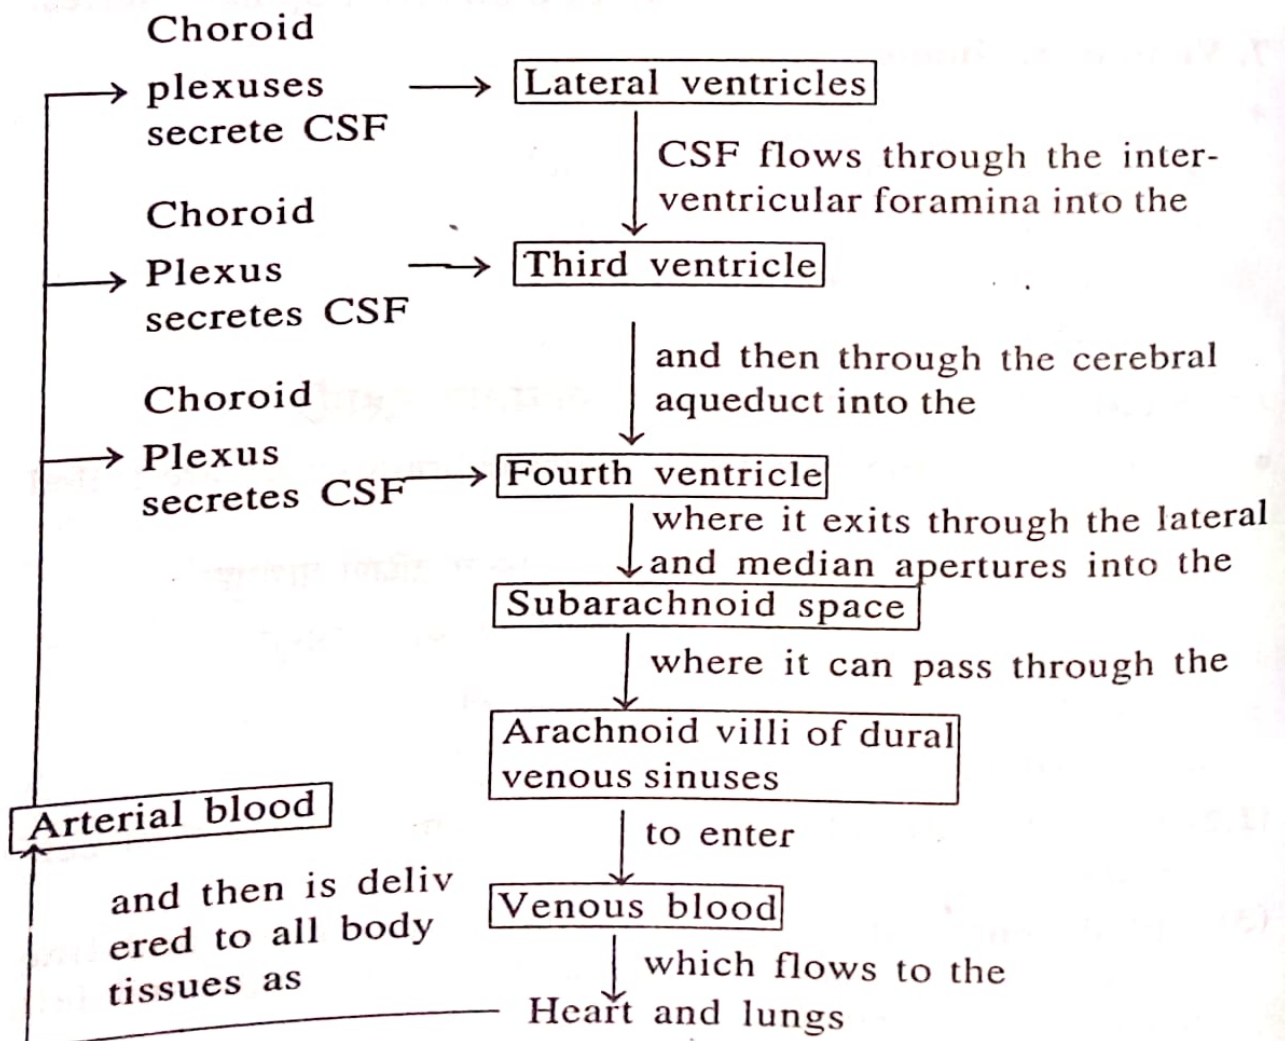 Choroid
plexuses
secrete CSF
Lateral ventricles
CSF flows through the inter-
ventricular foramina into the
Choroid
Plexus
secretes CSF
Third ventricle
and then through the cerebral
aqueduct into the
Choroid
Plexus
secretes CSF
Fourth ventricle
where it exits through the lateral
and median apertures into the
Subarachnoid space
where it can pass through the
Arachnoid villi of dural
venous sinuses
to enter
Arterial blood
and then is deliv
ered to all body
tissues as
Venous blood
which flows to the
Heart and lungs